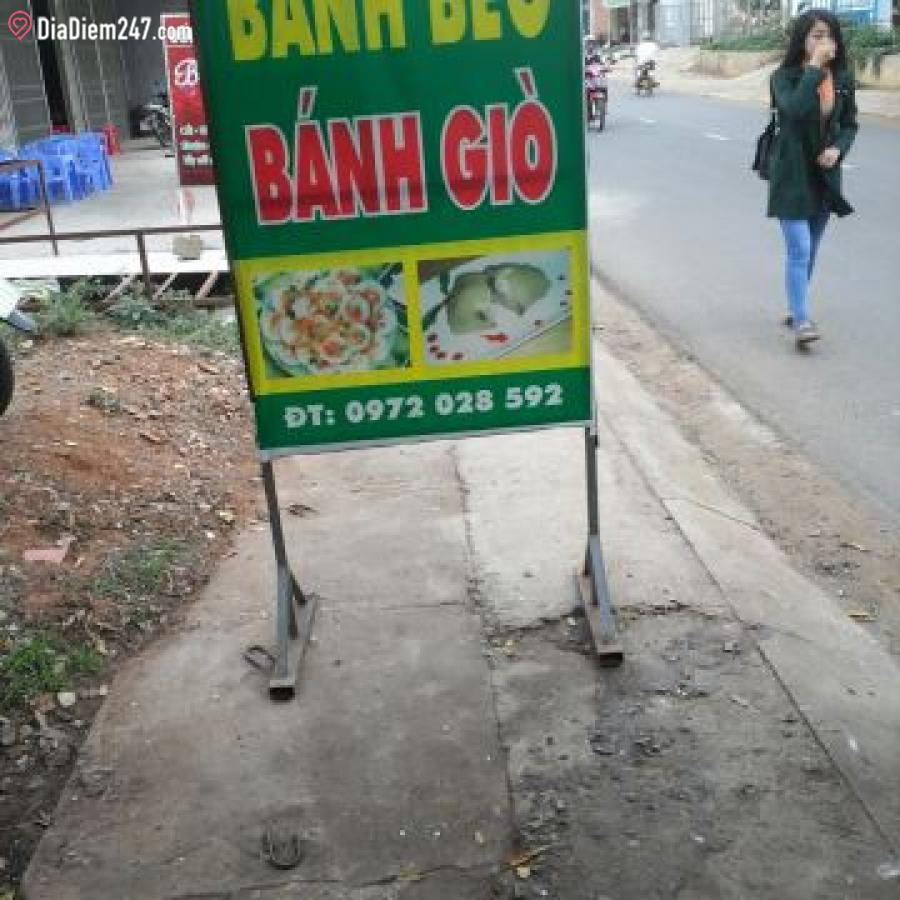 DiaDiem247.com
BÁNH BÈO
BÁNH GIÒ
ĐT: 0972 028 592